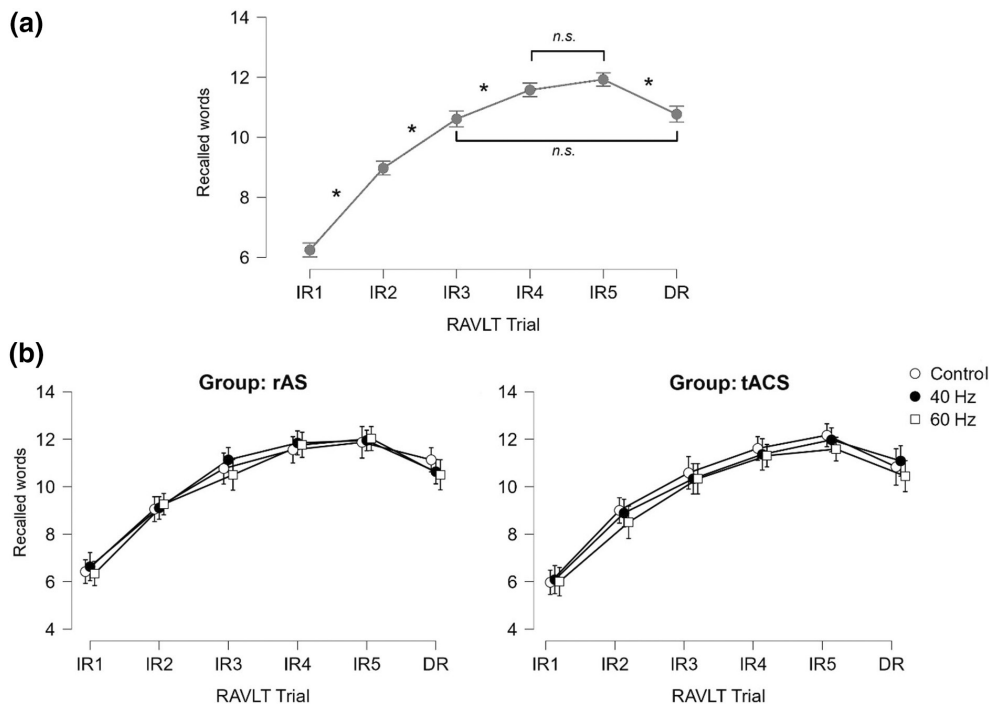 (a)
14
12
10
8
6
Recalled words
*
*
*
n.s.
*
n.s.
IR1 IR2 IR3 IR4 IR5 DR
RAVLT Trial
(b)
Group: rAS
14
12
10
8
6
4
Recalled words
IR1 IR2 IR3 IR4 IR5 DR
RAVLT Trial
Group: tACS
14
12
10
8
6
4
IR1 IR2 IR3 IR4 IR5 DR
RAVLT Trial
Control
40 Hz
60 Hz